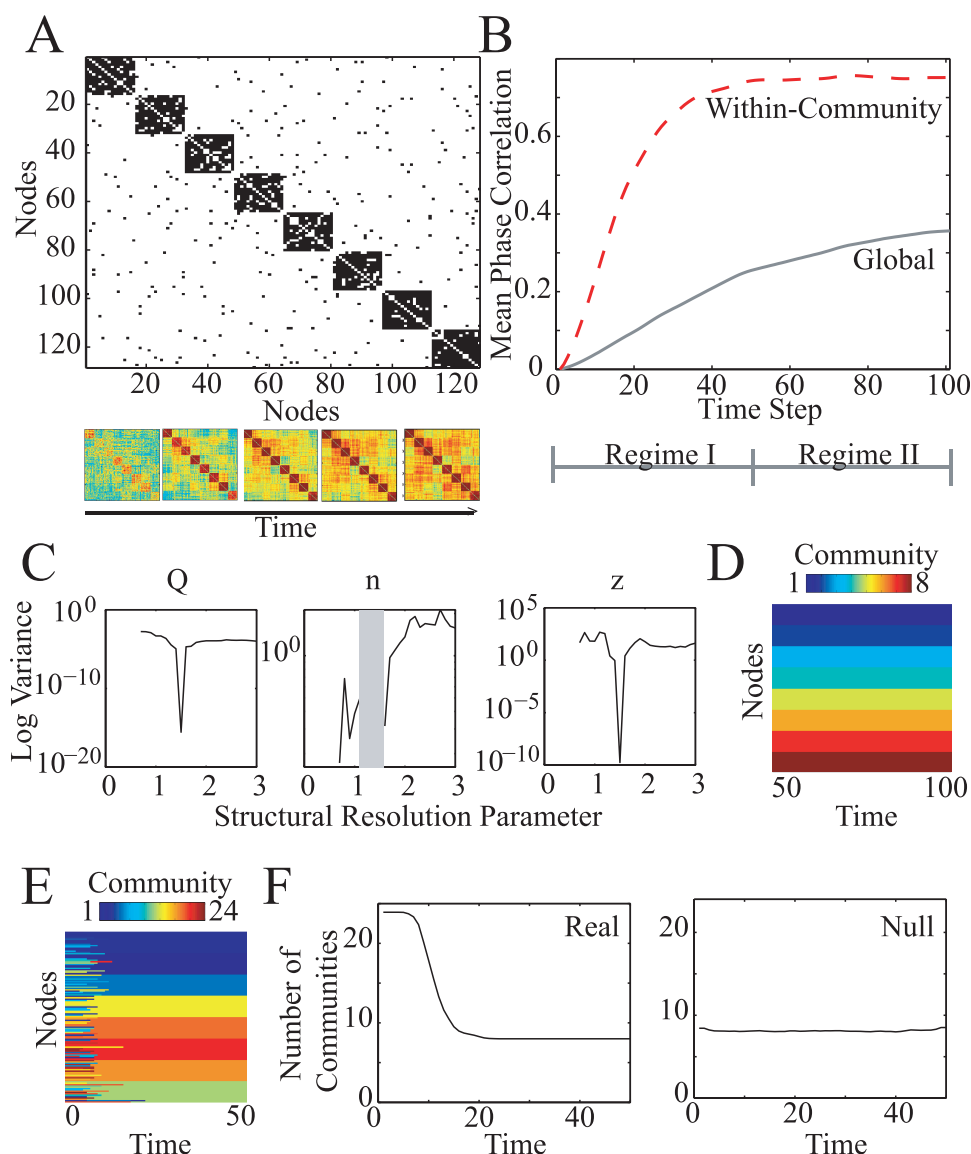 A
20
40
60
80
100
120
Nodes
20 40 60 80 100 120
Nodes
Time
B
Mean Phase Correlation
0.6
0.4
0.2
0
Within-Community
Global
0 20 40 60 80 100
Time Step
Regime I Regime II
C
Q n z
Log Variance
10^0
10^-10
10^-20
10^0
10^5
10^0
10^-5
10^-10
0 1 2 3
0 1 2 3
0 1 2 3
Structural Resolution Parameter
D
Community
1 8
Nodes
50 100
Time
E
Community
1 24
Nodes
0 50
Time
F
Number of
Communities
20
10
0
Real
0 20 40
Time
20
10
0
Null
0 20 40
Time